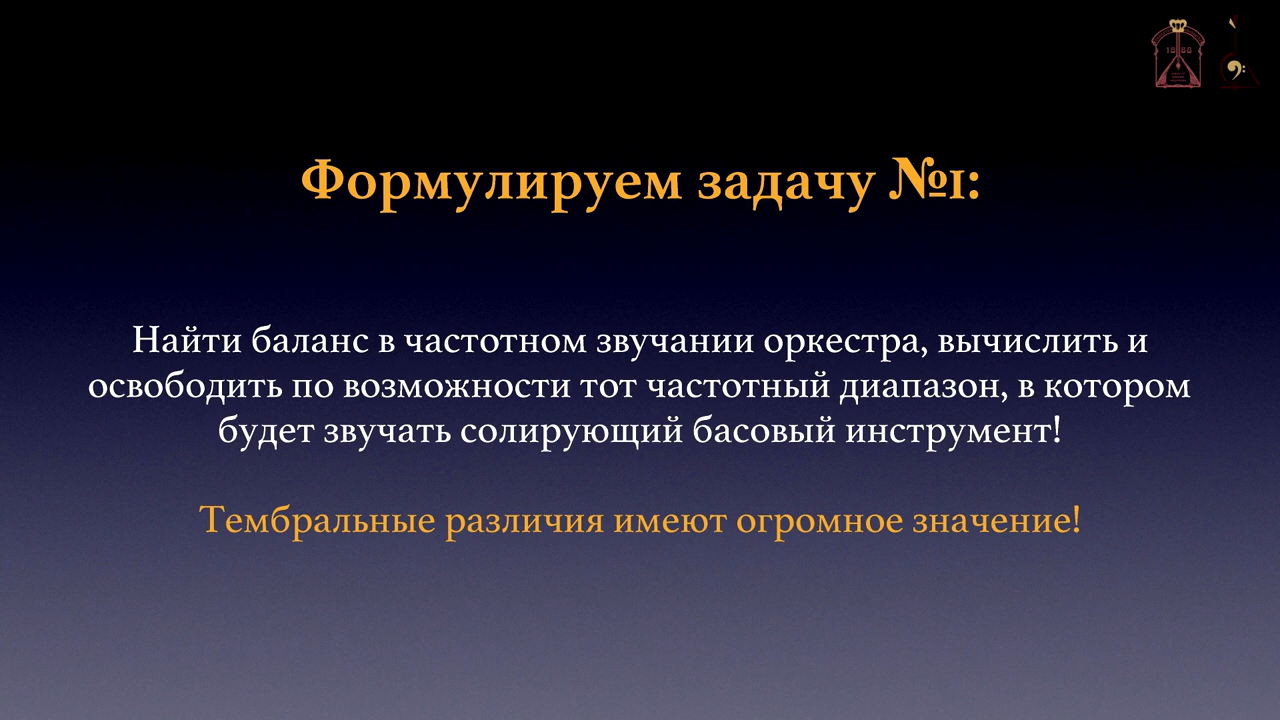 1888
Формулируем задачу №1:
Найти баланс в частотном звучании оркестра, вычислить и
освободить по возможности тот частотный диапазон, в котором
будет звучать солирующий басовый инструмент!
Тембральные различия имеют огромное значение!